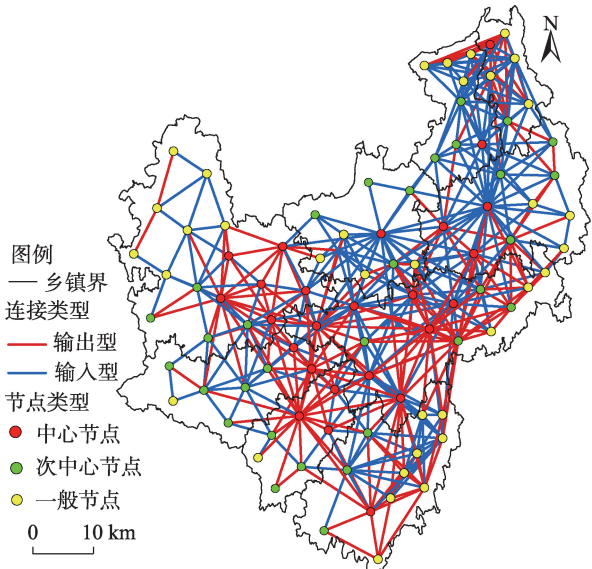 N
图例
乡镇界
连接类型
输出型
输入型
节点类型
中心节点
次中心节点
一般节点
0 10 km